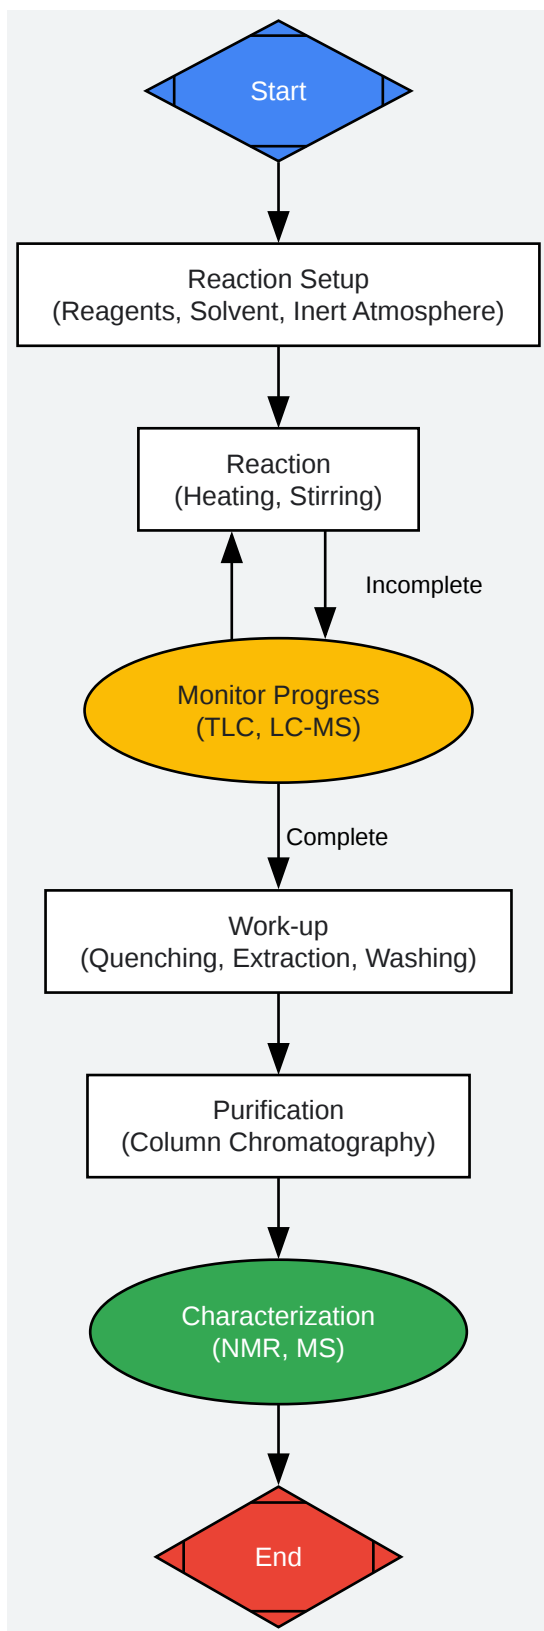 Start
Reaction Setup
(Reagents, Solvent, Inert Atmosphere)
Reaction
(Heating, Stirring)
Incomplete
Monitor Progress
(TLC, LC-MS)
Complete
Work-up
(Quenching, Extraction, Washing)
Purification
(Column Chromatography)
Characterization
(NMR, MS)
End